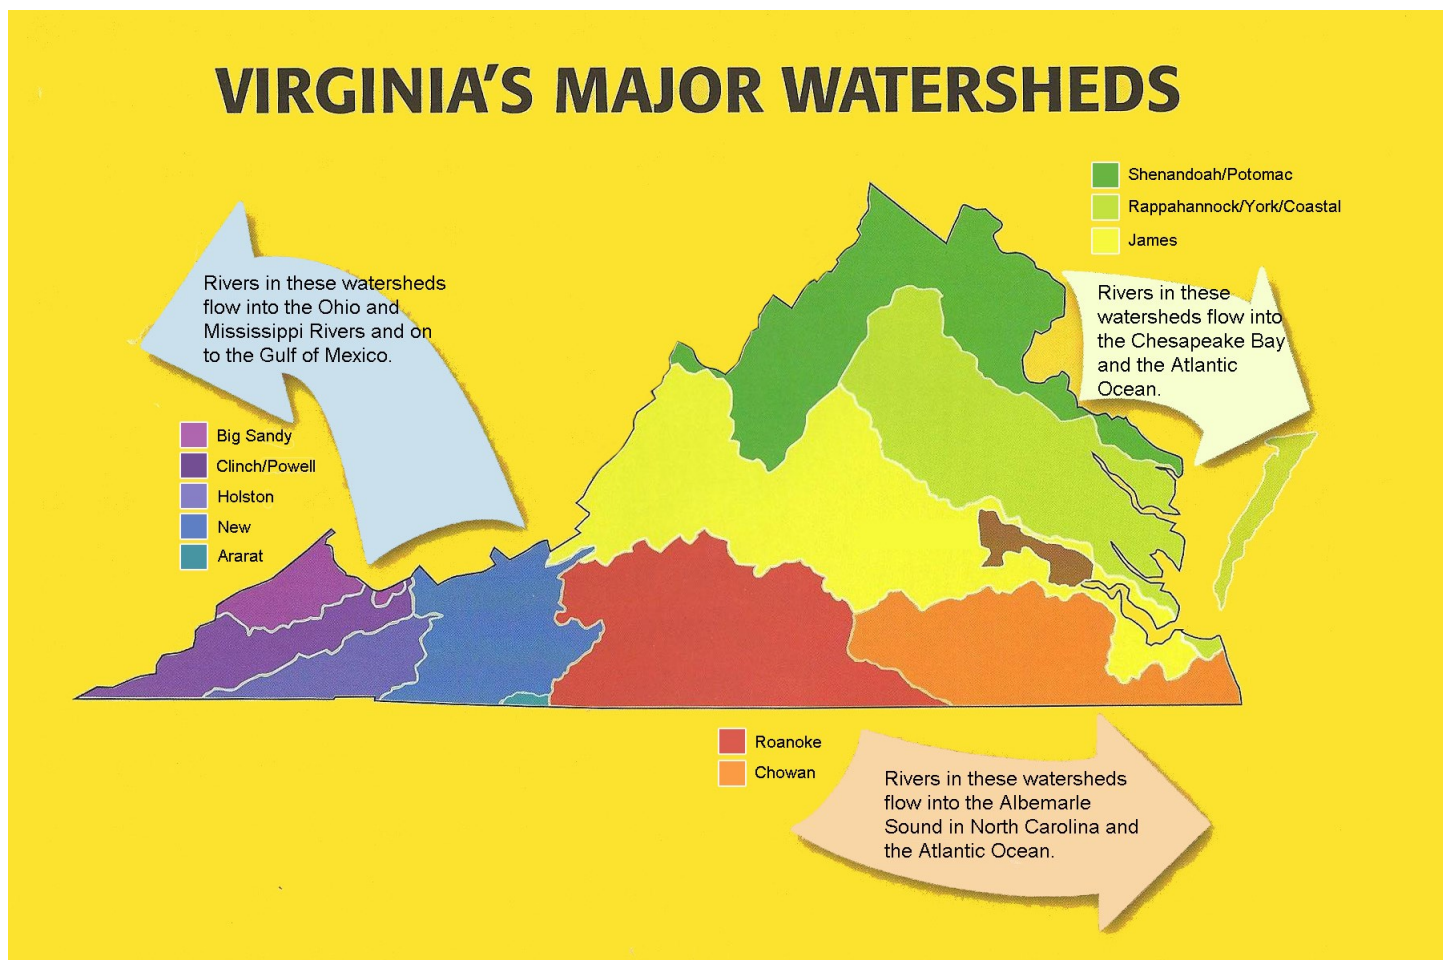 VIRGINIA'S MAJOR WATERSHEDS
Shenandoah/Potomac
Rappahannock/York/Coastal
James
Rivers in these watersheds
flow into the Ohio and
Mississippi Rivers and on
to the Gulf of Mexico.
Rivers in these
watersheds flow into
the Chesapeake Bay
and the Atlantic
Ocean.
Big Sandy
Clinch/Powell
Holston
New
Ararat
Roanoke
Chowan
Rivers in these watersheds
flow into the Albemarle
Sound in North Carolina and
the Atlantic Ocean.